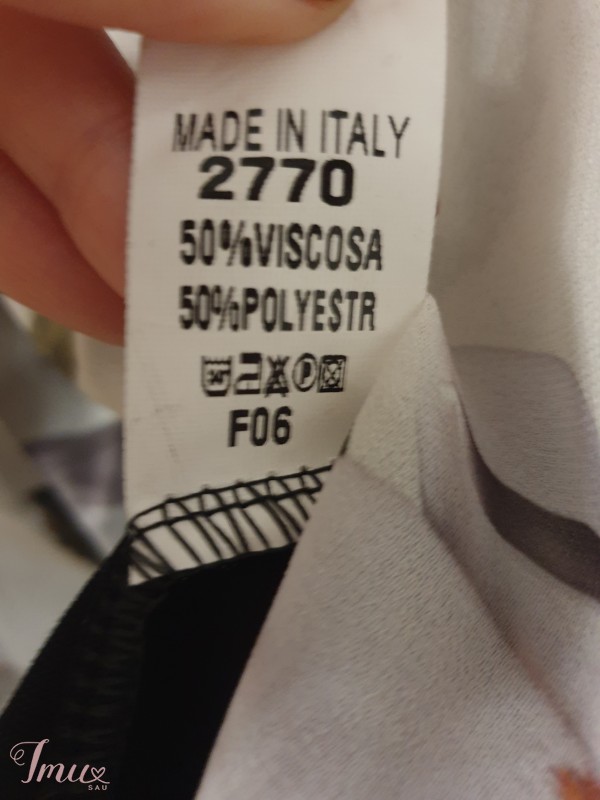 MADE IN ITALY
2770
50%VISCOSA
50%POLYESTR
P
F06
Imu
SAU